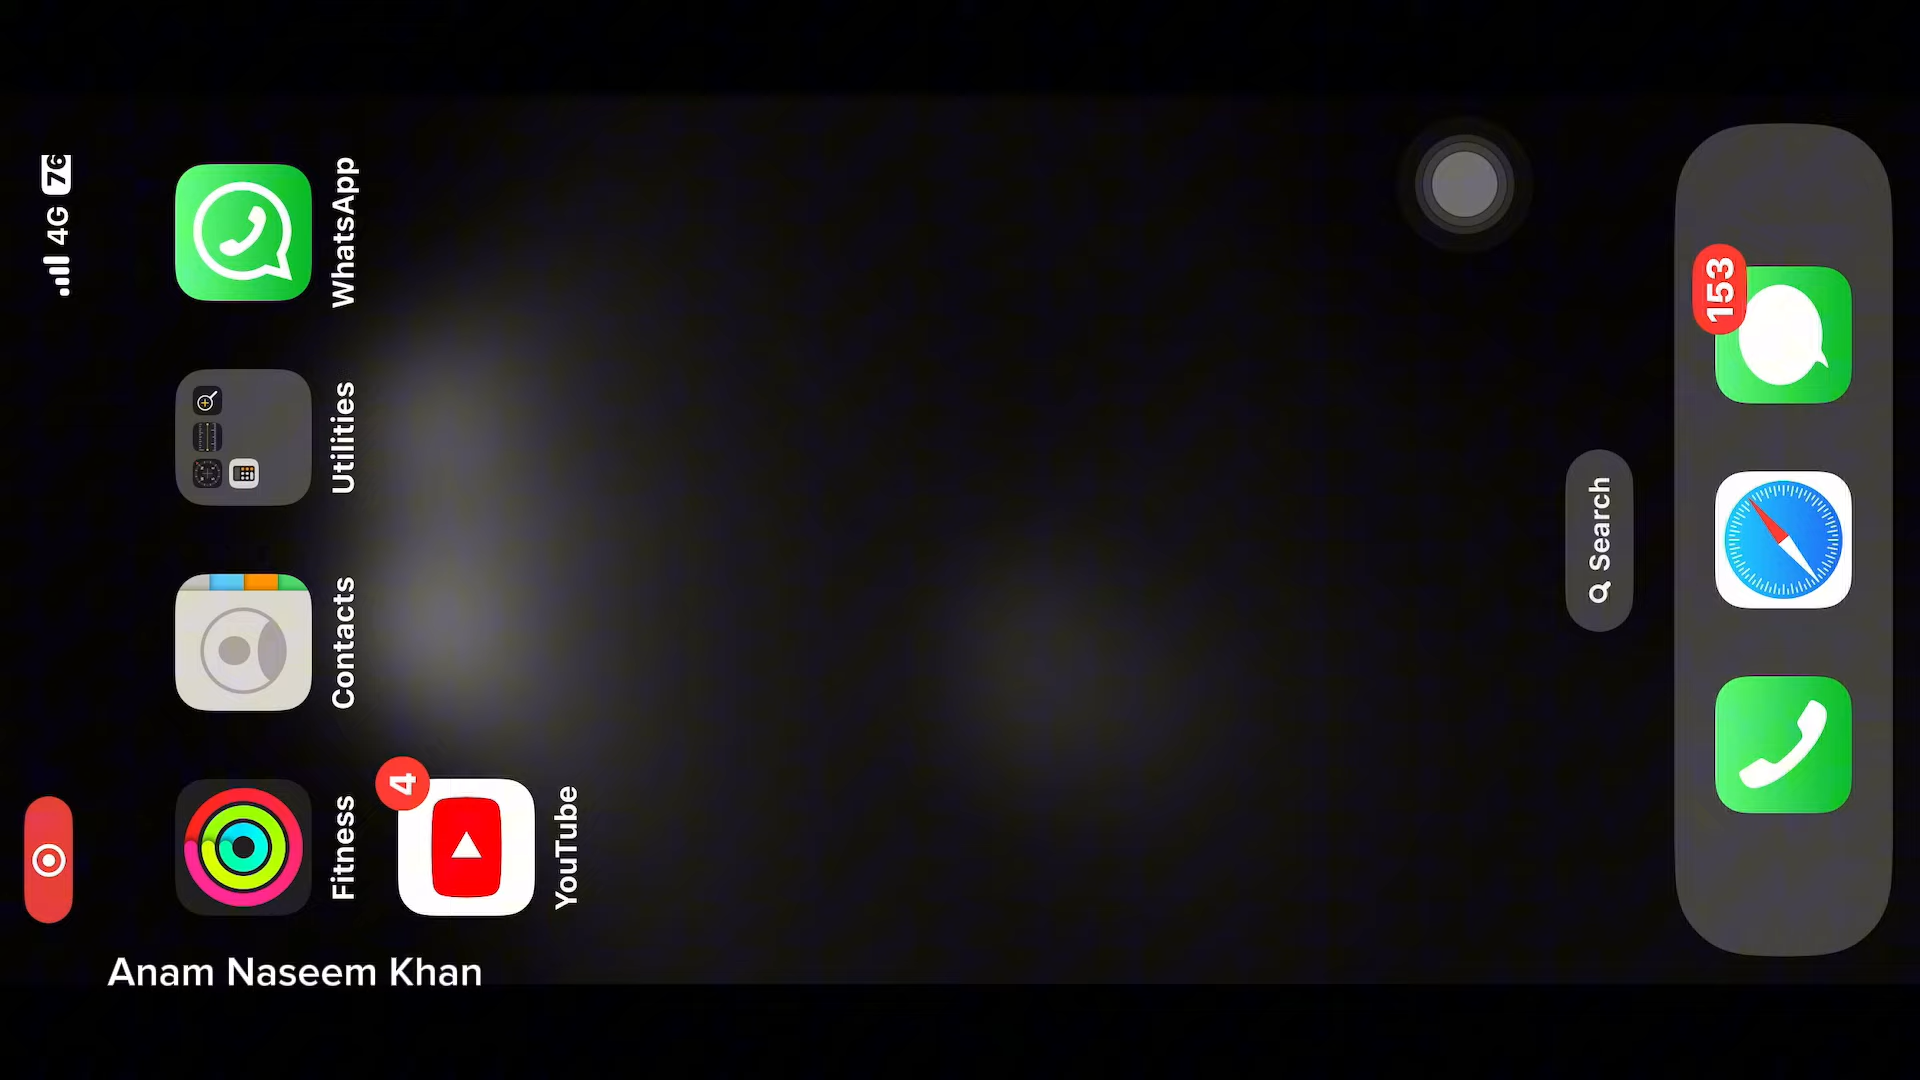 4G 76
Fitness
Contacts
Utilities
WhatsApp
4
YouTube
Search
153
Anam Naseem Khan